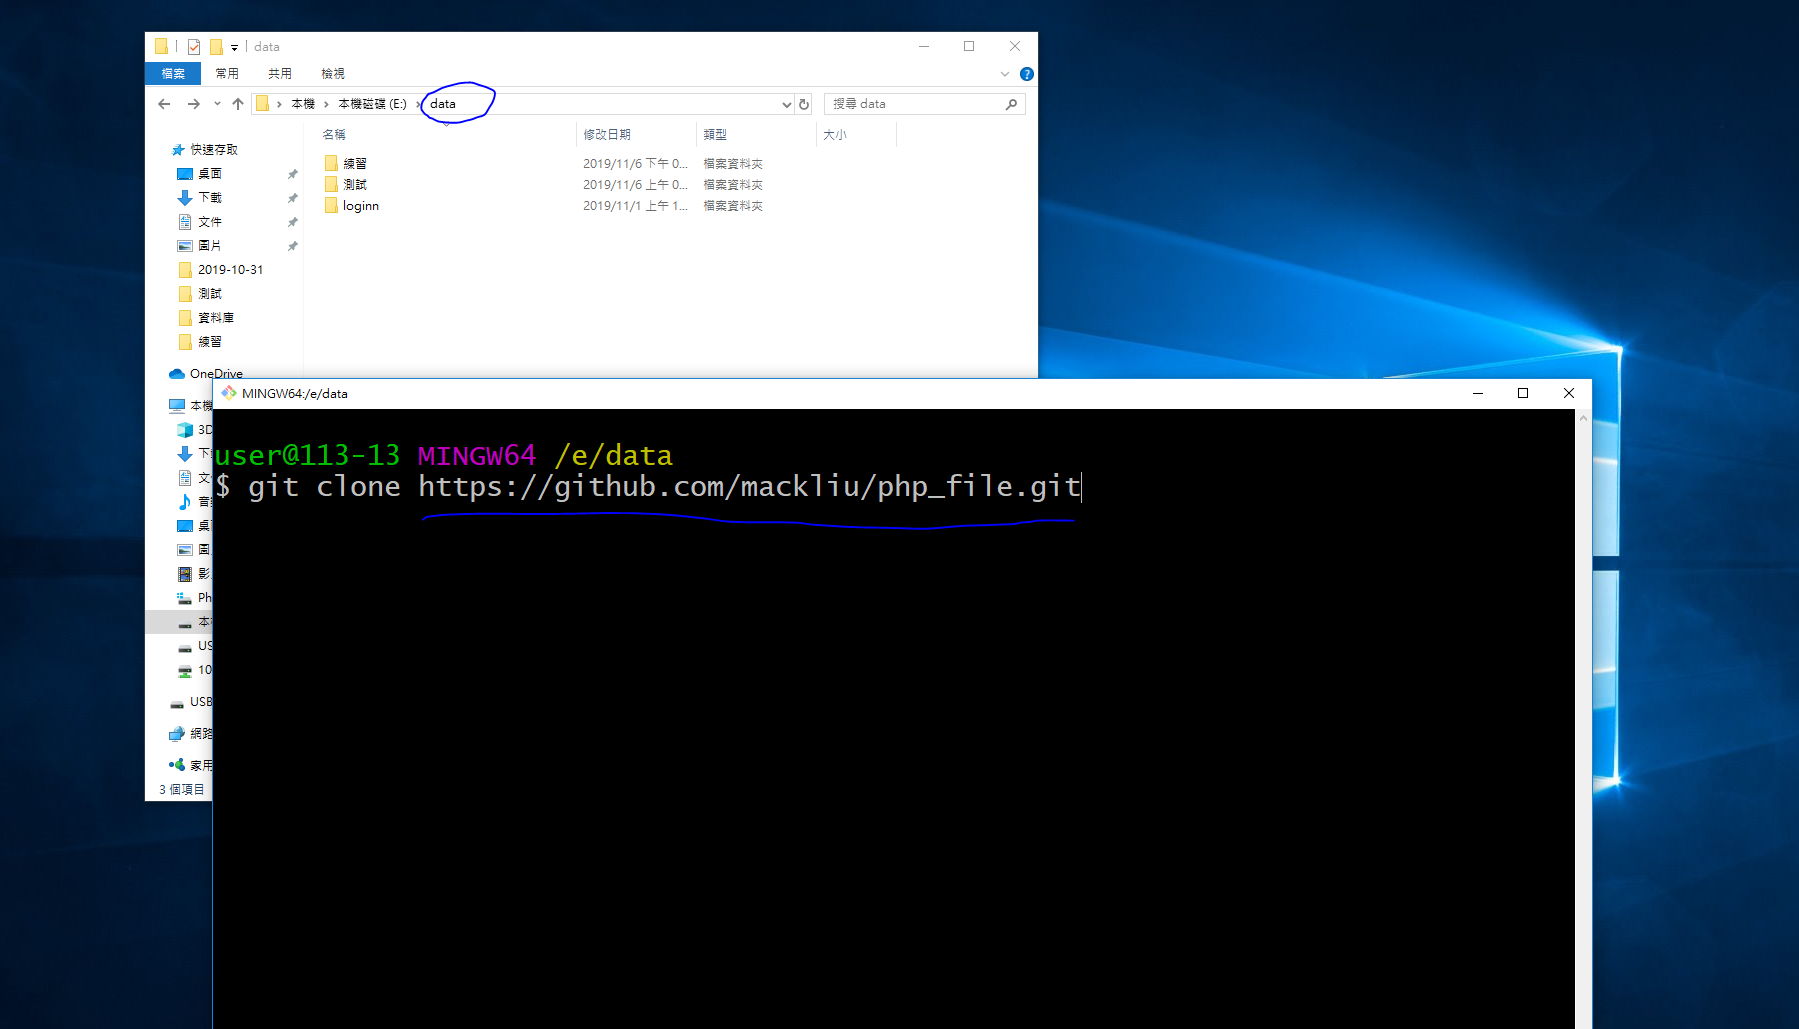 data
檔案 常用 共用 檢視
本機 本機磁碟 (E:) data
搜尋 data
名稱 修改日期 類型 大小
練習 2019/11/6 下午 0... 檔案資料夾
測試 2019/11/6 上午 0... 檔案資料夾
loginn 2019/11/1 上午 1... 檔案資料夾
快速存取
桌面
下載
文件
圖片
2019-10-31
測試
資料庫
練習
OneDrive
本機
3D
下
文
音
桌
圖
影
Ph
本
US
10
USB
網路
家用
3 個項目
MINGW64:/e/data
user@113-13 MINGW64 /e/data
$ git clone https://github.com/mackliu/php_file.git